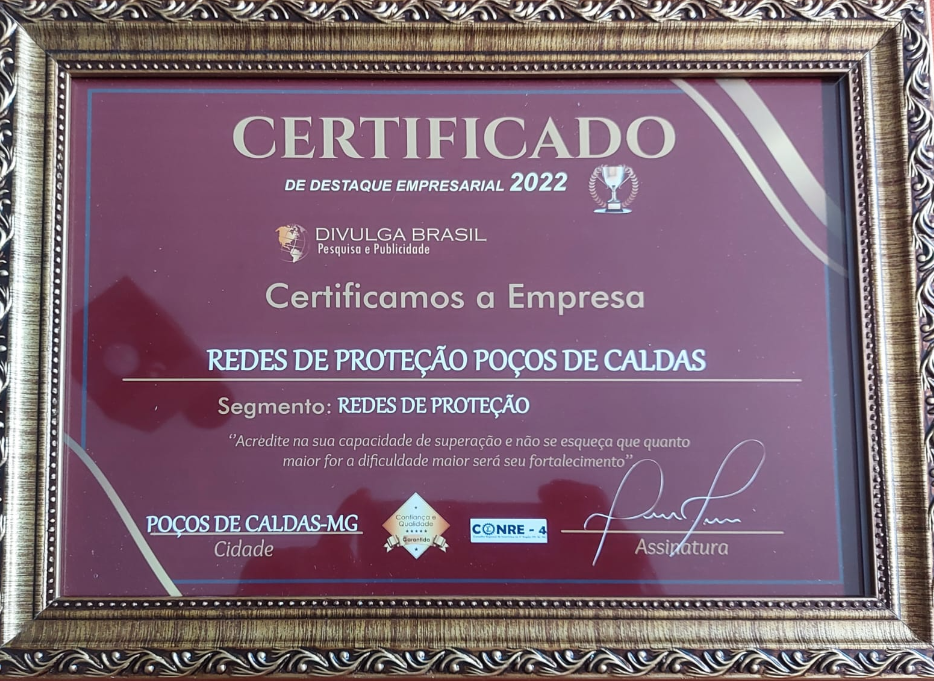 CERTIFICADO
DE DESTAQUE EMPRESARIAL 2022
DIVULGA BRASIL
Pesquisa e Publicidade
Certificamos a Empresa
REDES DE PROTEÇÃO POÇOS DE CALDAS
Segmento: REDES DE PROTEÇÃO
"Acredite na sua capacidade de superação e não se esqueça que quanto
maior for a dificuldade maior será seu fortalecimento"
POÇOS DE CALDAS-MG
Cidade
Confiança e
Qualidade
Garantida
CONRE - 4
Assinatura